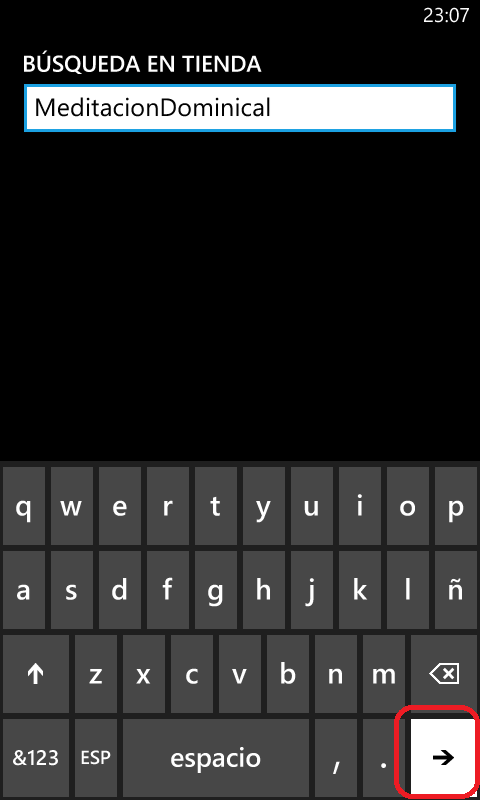 23:07
BÚSQUEDA EN TIENDA
MeditacionDominical
q w e r t y u i o p
a s d f g h j k l ñ
z x c v b n m
&123 ESP espacio , .